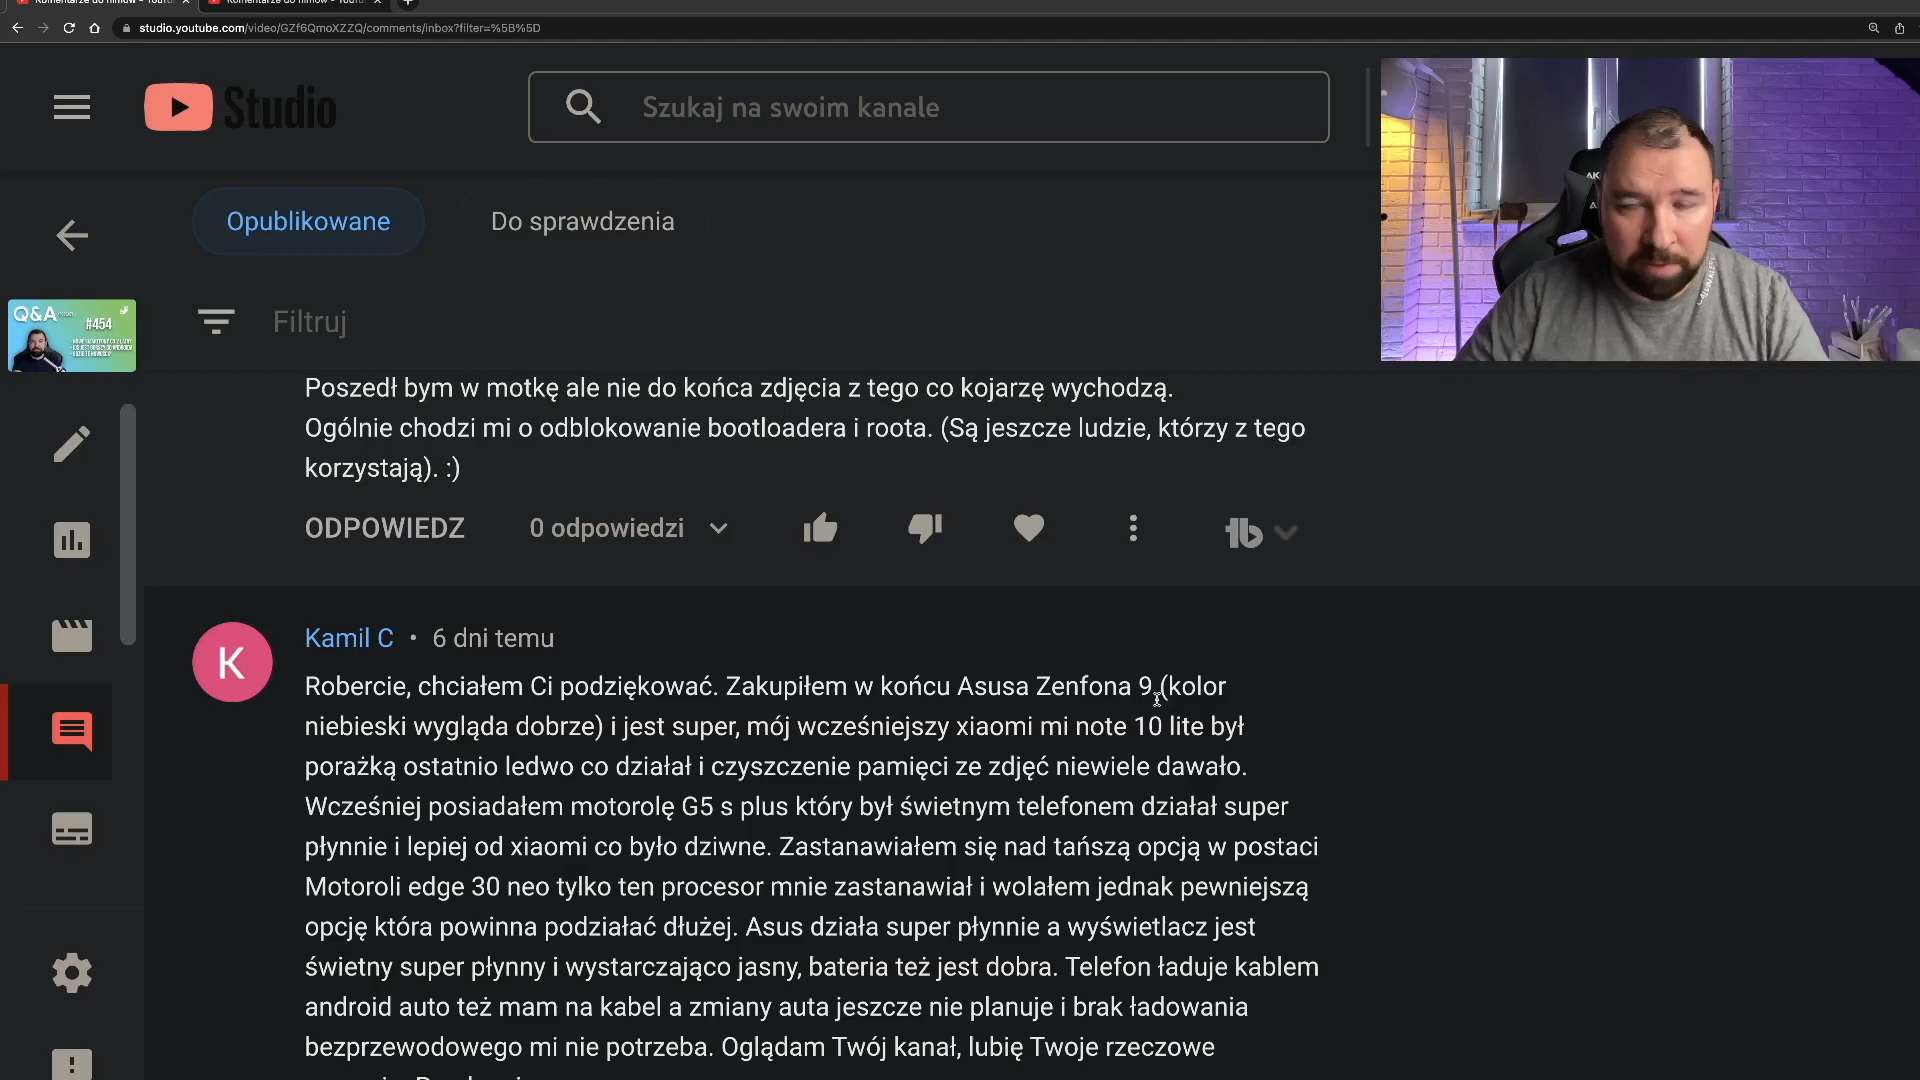 studio.youtube.com/video/GZf6QmoXZZQ/comments/inbox?filter=%5B%5D
Studio
Szukaj na swoim kanale
Opublikowane
Do sprawdzenia
Q&A
#454
Filtruj
Poszedł bym w motkę ale nie do końca zdjęcia z tego co kojarzę wychodzą.
Ogólnie chodzi mi o odblokowanie bootloadera i roota. (Są jeszcze ludzie, którzy z tego
korzystają). :)
ODPOWIEDZ
0 odpowiedzi
K
Kamil C • 6 dni temu
Robercie, chciałem Ci podziękować. Zakupiłem w końcu Asusa Zenfona 9 (kolor
niebieski wygląda dobrze) i jest super, mój wcześniejszy xiaomi mi note 10 lite był
porażką ostatnio ledwo co działał i czyszczenie pamięci ze zdjęć niewiele dawało.
Wcześniej posiadałem motorolę G5 s plus który był świetnym telefonem działał super
płynnie i lepiej od xiaomi co było dziwne. Zastanawiałem się nad tańszą opcją w postaci
Motoroli edge 30 neo tylko ten procesor mnie zastanawiał i wolałem jednak pewniejszą
opcję która powinna podziałać dłużej. Asus działa super płynnie a wyświetlacz jest
świetny super płynny i wystarczająco jasny, bateria też jest dobra. Telefon ładuje kablem
android auto też mam na kabel a zmiany auta jeszcze nie planuje i brak ładowania
bezprzewodowego mi nie potrzeba. Oglądam Twój kanał, lubię Twoje rzeczowe